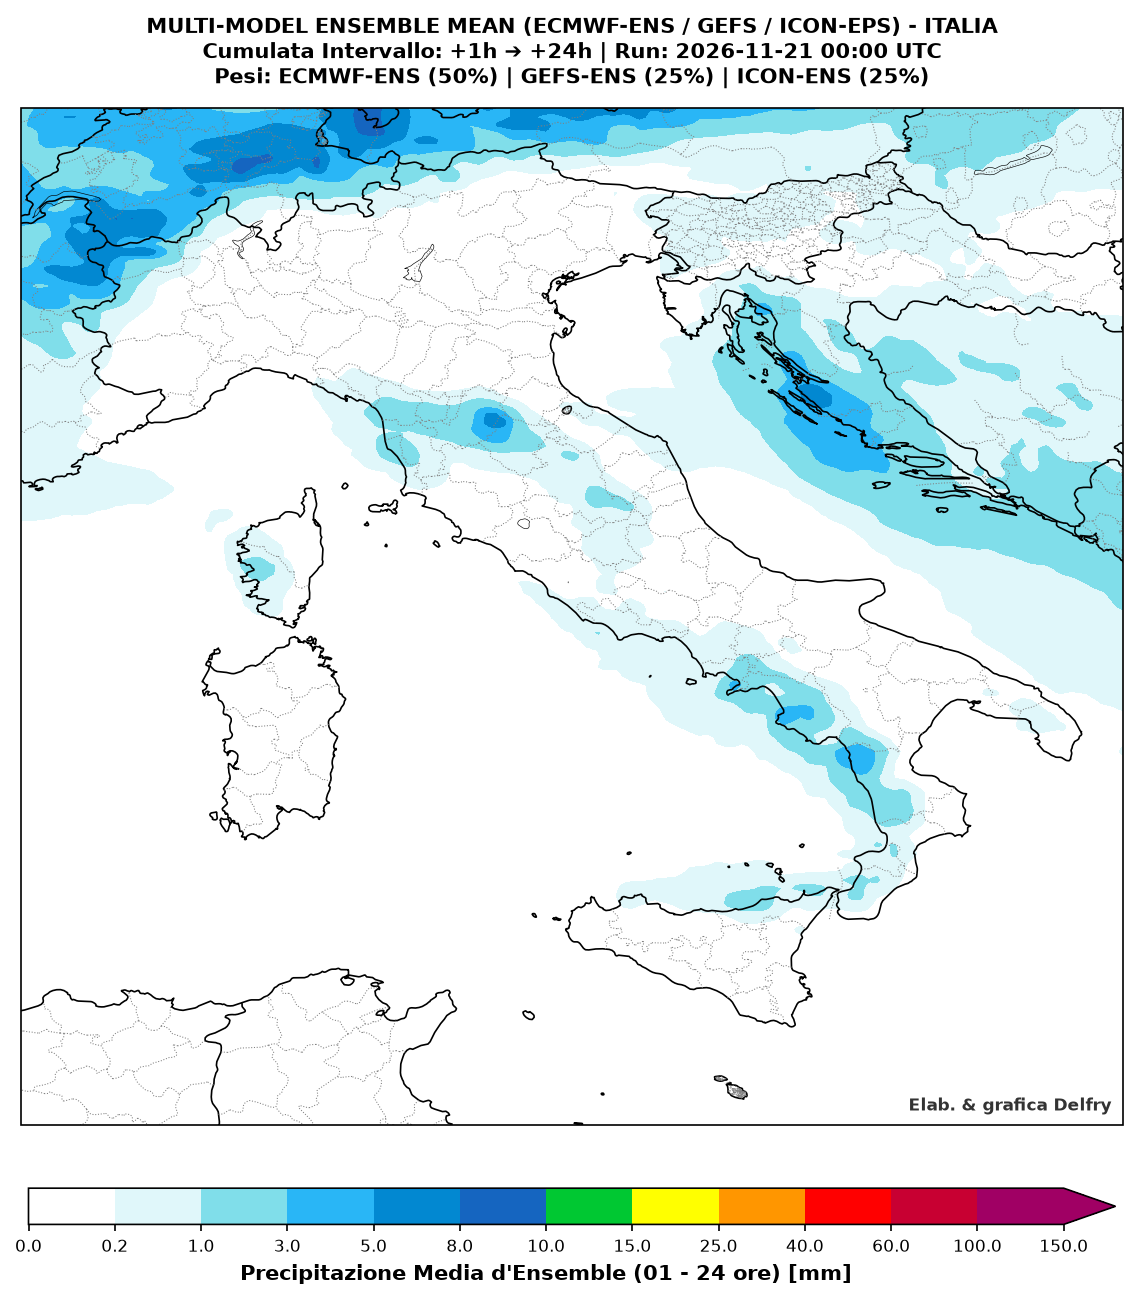 MULTI-MODEL ENSEMBLE MEAN (ECMWF-ENS / GEFS / ICON-EPS) - ITALIA
Cumulata Intervallo: +1h → +24h | Run: 2026-11-21 00:00 UTC
Pesi: ECMWF-ENS (50%) | GEFS-ENS (25%) | ICON-ENS (25%)
Elab. & grafica Delfry
0.0 0.2 1.0 3.0 5.0 8.0 10.0 15.0 25.0 40.0 60.0 100.0 150.0
Precipitazione Media d'Ensemble (01 - 24 ore) [mm]